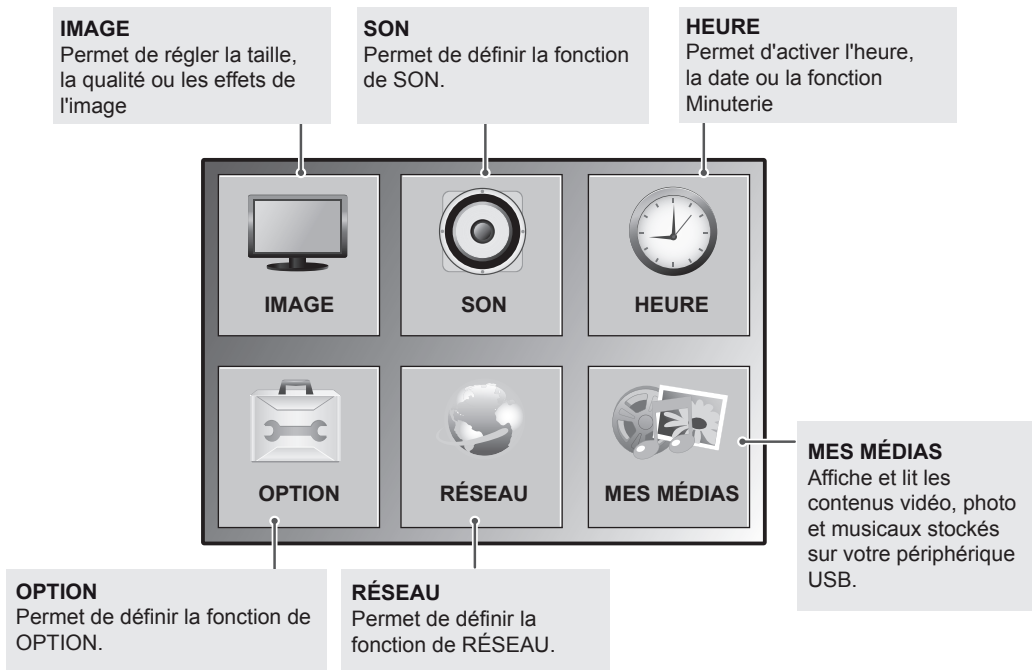 IMAGE
Permet de régler la taille,
la qualité ou les effets de
l'image
SON
Permet de définir la fonction
de SON.
HEURE
Permet d'activer l'heure,
la date ou la fonction
Minuterie
IMAGE
SON
HEURE
OPTION
RÉSEAU
MES MÉDIAS
MES MÉDIAS
Affiche et lit les
contenus vidéo, photo
et musicaux stockés
sur votre périphérique
USB.
OPTION
Permet de définir la fonction de
OPTION.
RÉSEAU
Permet de définir la
fonction de RÉSEAU.